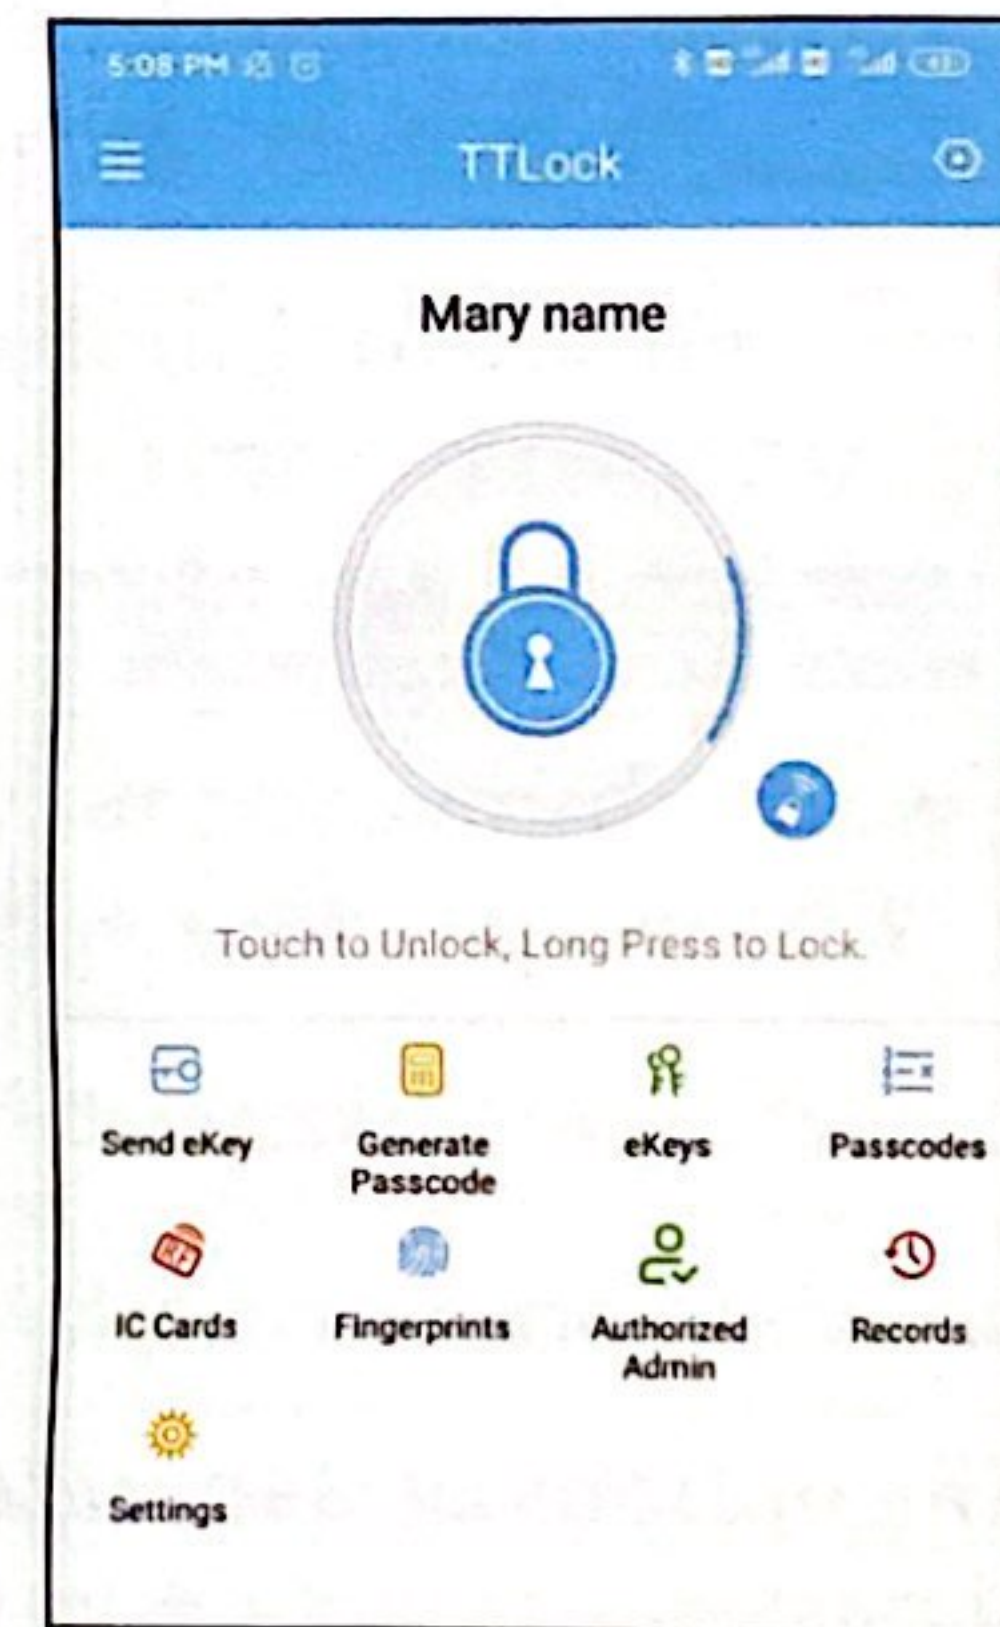 5:08 PM
TTLock
Mary name
Touch to Unlock, Long Press to Lock.
Send eKey
Generate
Passcode
eKeys
Passcodes
IC Cards
Fingerprints
Authorized
Admin
Records
Settings